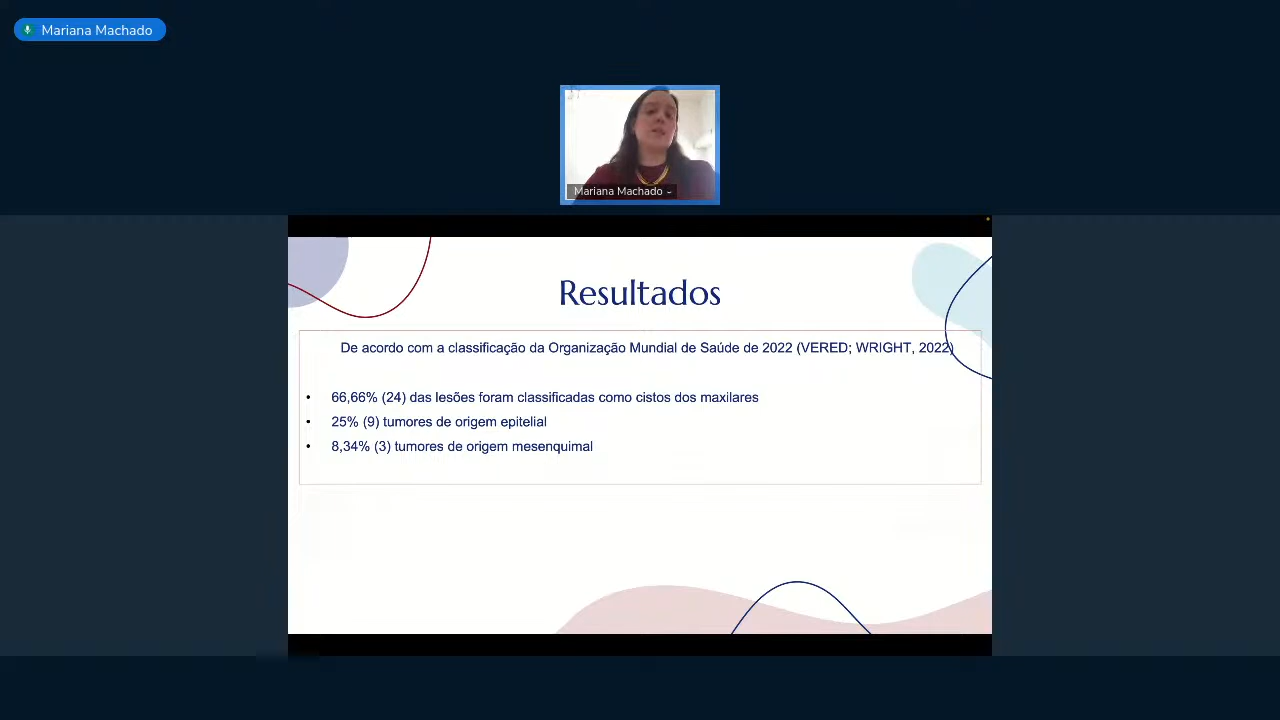 Mariana Machado
Mariana Machado
Resultados
De acordo com a classificação da Organização Mundial de Saúde de 2022 (VERED; WRIGHT, 2022)
• 66,66% (24) das lesões foram classificadas como cistos dos maxilares
• 25% (9) tumores de origem epitelial
• 8,34% (3) tumores de origem mesenquimal